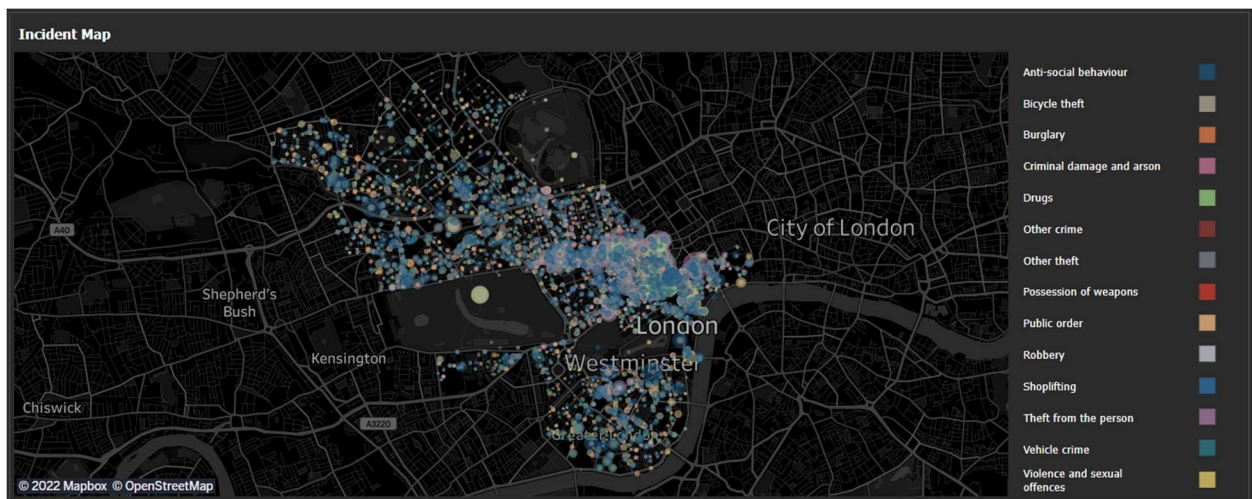 Incident Map
Anti-social behaviour
Bicycle theft
Burglary
Criminal damage and arson
Drugs
Other crime
Other theft
Possession of weapons
Public order
Robbery
Shoplifting
Theft from the person
Vehicle crime
Violence and sexual
offences
City of London
A40
Shepherd's
Bush
London
Kensington
Westminster
Chiswick
A3220
Greater London
© 2022 Mapbox © OpenStreetMap